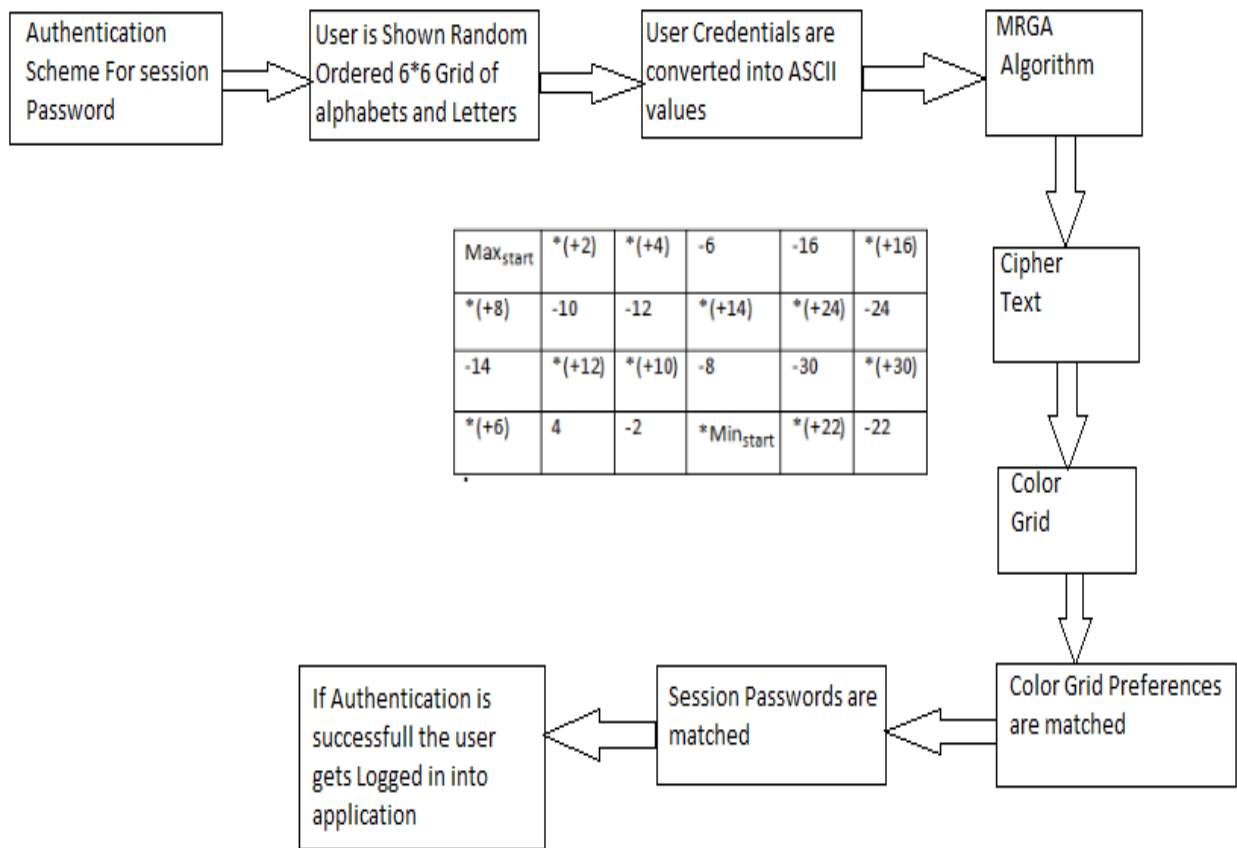 Authentication
Scheme For session
Password
User is Shown Random
Ordered 6*6 Grid of
alphabets and Letters
User Credentials are
converted into ASCII
values
MRGA
Algorithm
Max_start *(+2) *(+4) -6 -16 *(+16)
*(+8) -10 -12 *(+14) *(+24) -24
-14 *(+12) *(+10) -8 -30 *(+30)
*(+6) 4 -2 *Min_start *(+22) -22
.
Cipher
Text
Color
Grid
Color Grid Preferences
are matched
Session Passwords are
matched
If Authentication is
successfull the user
gets Logged in into
application